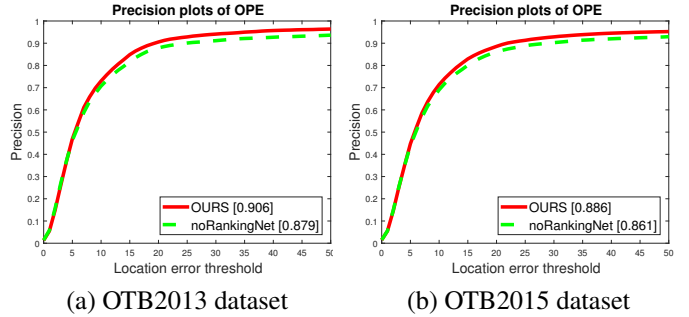 Precision plots of OPE
1
0.9
0.8
0.7
0.6
0.5
0.4
0.3
0.2
0.1
0
Precision
OURS [0.906]
noRankingNet [0.879]
0 5 10 15 20 25 30 35 40 45 50
Location error threshold
(a) OTB2013 dataset
Precision plots of OPE
1
0.9
0.8
0.7
0.6
0.5
0.4
0.3
0.2
0.1
0
Precision
OURS [0.886]
noRankingNet [0.861]
0 5 10 15 20 25 30 35 40 45 50
Location error threshold
(b) OTB2015 dataset